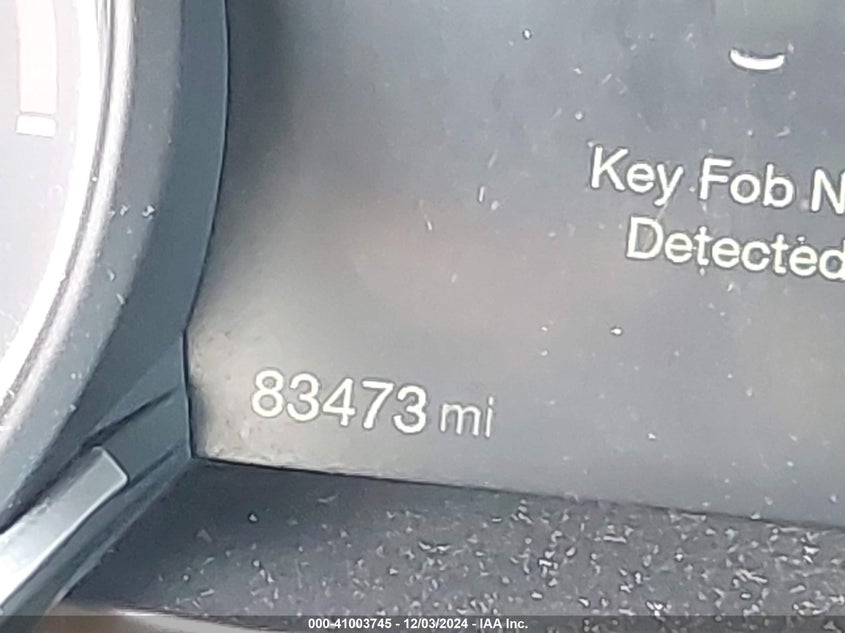 Key Fob N
Detected
83473 mi
000-41003745 - 12/03/2024 - IAA Inc.